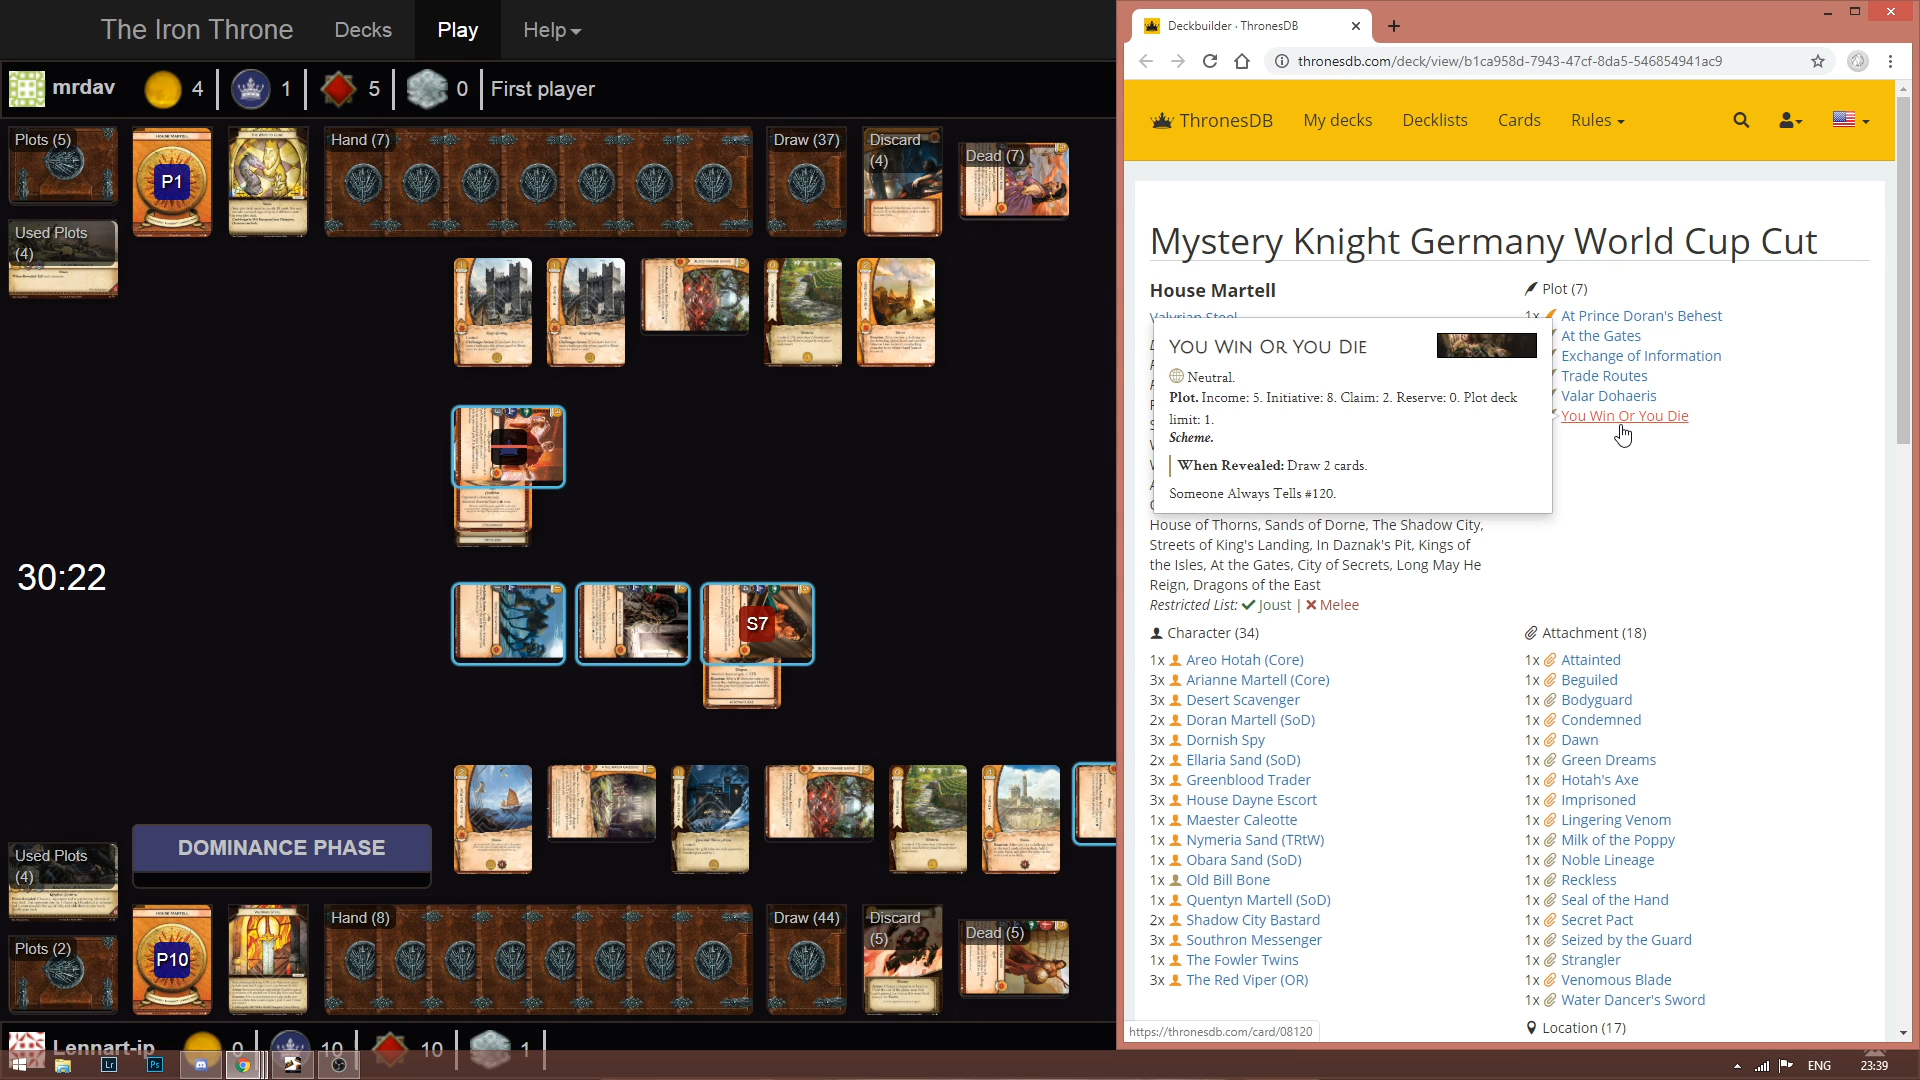 The Iron Throne
Decks
Play
Help
mrdav
4
1
5
0
First player
Plots (5)
P1
Hand (7)
Draw (37)
Discard
(4)
Dead (7)
Used Plots
(4)
30:22
S7
DOMINANCE PHASE
Used Plots
(4)
Hand (8)
Draw (44)
Discard
(5)
Dead (5)
Plots (2)
P10
Lennart-ip
0
10
10
1
Deckbuilder · ThronesDB
thronesdb.com/deck/view/b1ca958d-7943-47cf-8da5-546854941ac9
ThronesDB
My decks
Decklists
Cards
Rules
Mystery Knight Germany World Cup Cut
House Martell
Valyrian Steel
You Win Or You Die
Neutral.
Plot. Income: 5. Initiative: 8. Claim: 2. Reserve: 0. Plot deck
limit: 1.
Scheme.
When Revealed: Draw 2 cards.
Someone Always Tells #120.
House of Thorns, Sands of Dorne, The Shadow City,
Streets of King's Landing, In Daznak's Pit, Kings of
the Isles, At the Gates, City of Secrets, Long May He
Reign, Dragons of the East
Restricted List: Joust | Melee
Plot (7)
1x At Prince Doran's Behest
At the Gates
Exchange of Information
Trade Routes
Valar Dohaeris
You Win Or You Die
Character (34)
1x Areo Hotah (Core)
3x Arianne Martell (Core)
3x Desert Scavenger
2x Doran Martell (SoD)
3x Dornish Spy
2x Ellaria Sand (SoD)
3x Greenblood Trader
3x House Dayne Escort
1x Maester Caleotte
1x Nymeria Sand (TRtW)
1x Obara Sand (SoD)
1x Old Bill Bone
1x Quentyn Martell (SoD)
2x Shadow City Bastard
3x Southron Messenger
1x The Fowler Twins
3x The Red Viper (OR)
Attachment (18)
1x Attainted
1x Beguiled
1x Bodyguard
1x Condemned
1x Dawn
1x Green Dreams
1x Hotah's Axe
1x Imprisoned
1x Lingering Venom
1x Milk of the Poppy
1x Noble Lineage
1x Reckless
1x Seal of the Hand
1x Secret Pact
1x Seized by the Guard
1x Strangler
1x Venomous Blade
1x Water Dancer's Sword
Location (17)
https://thronesdb.com/card/08120
Lr
Ps
ENG
23:39